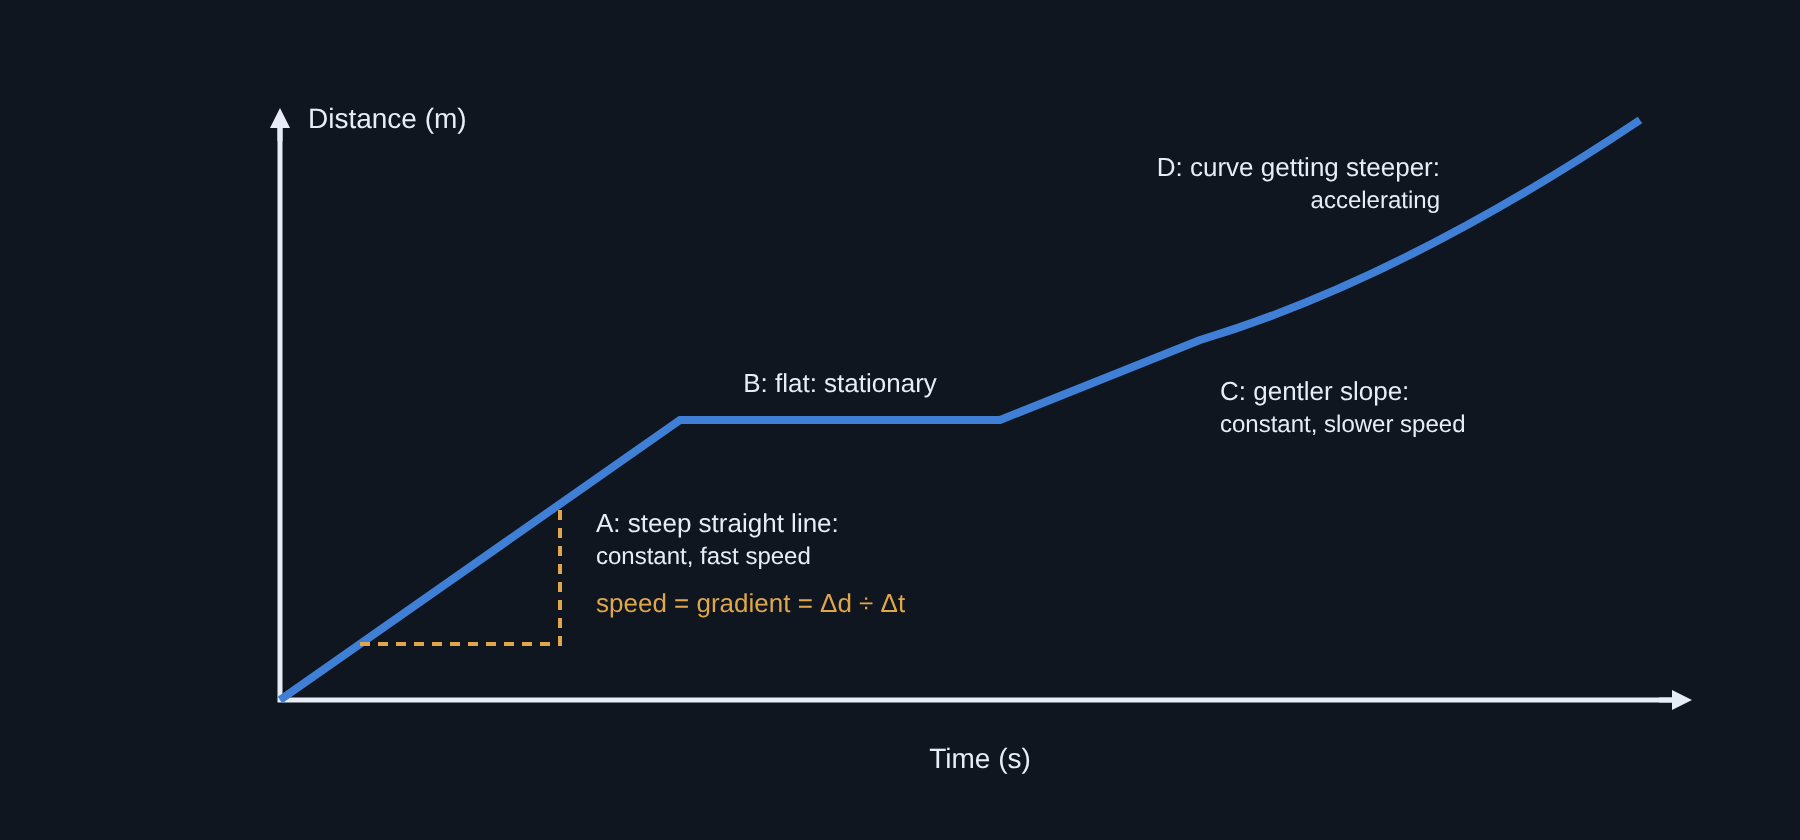 Distance (m)
D: curve getting steeper:
accelerating
B: flat: stationary
C: gentler slope:
constant, slower speed
A: steep straight line:
constant, fast speed
speed = gradient = Δd ÷ Δt
Time (s)